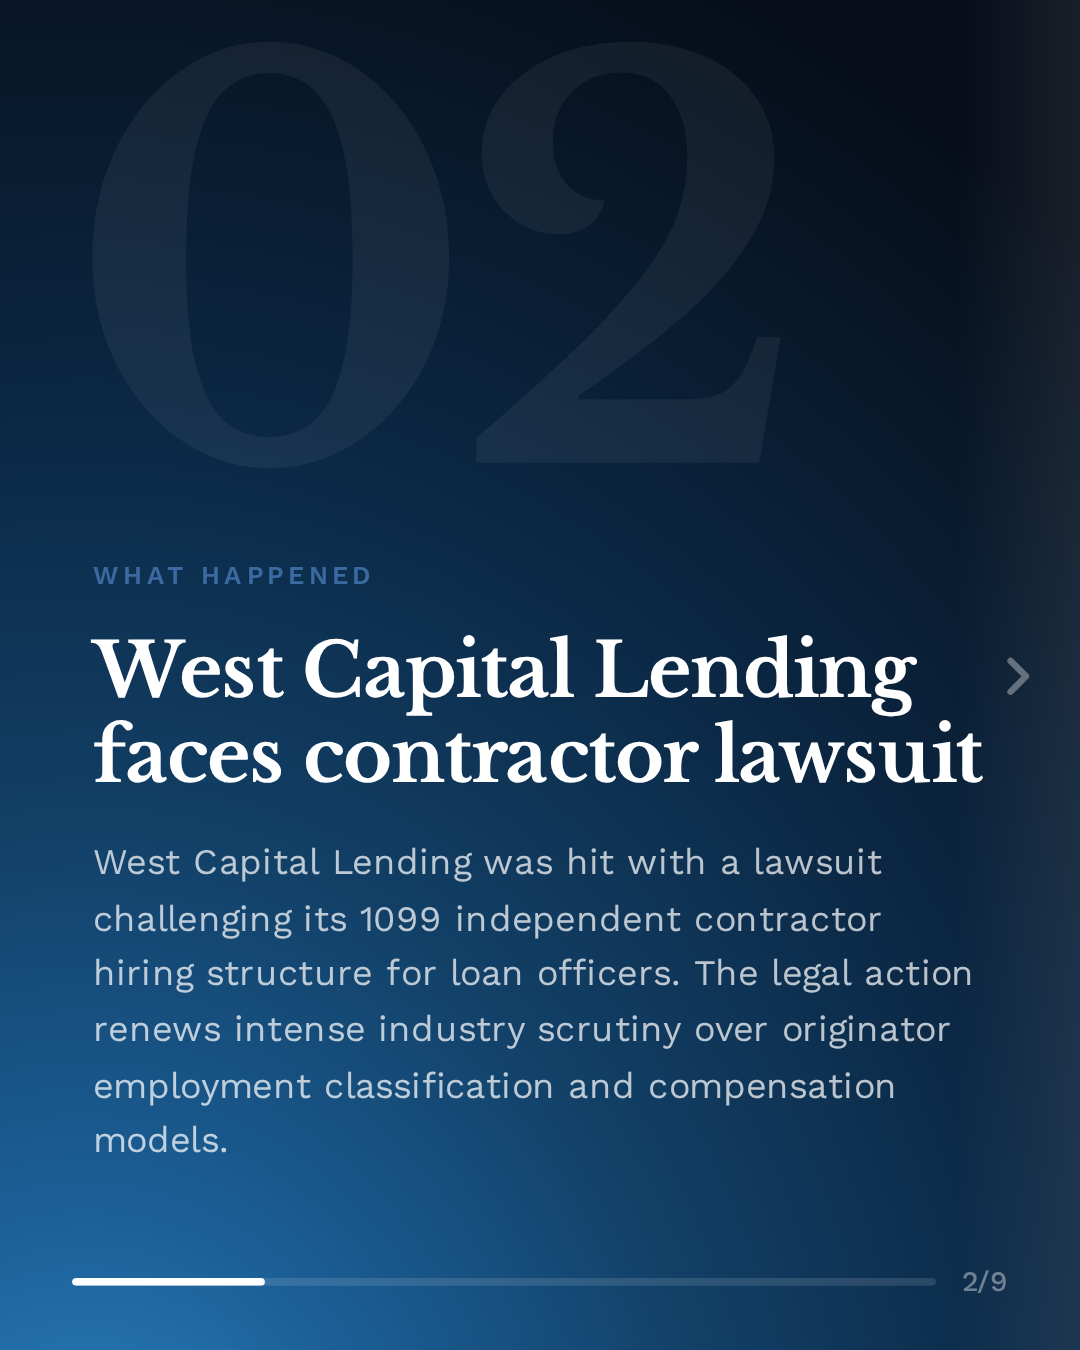 02
WHAT HAPPENED
West Capital Lending
faces contractor lawsuit
West Capital Lending was hit with a lawsuit
challenging its 1099 independent contractor
hiring structure for loan officers. The legal action
renews intense industry scrutiny over originator
employment classification and compensation
models.
2/9